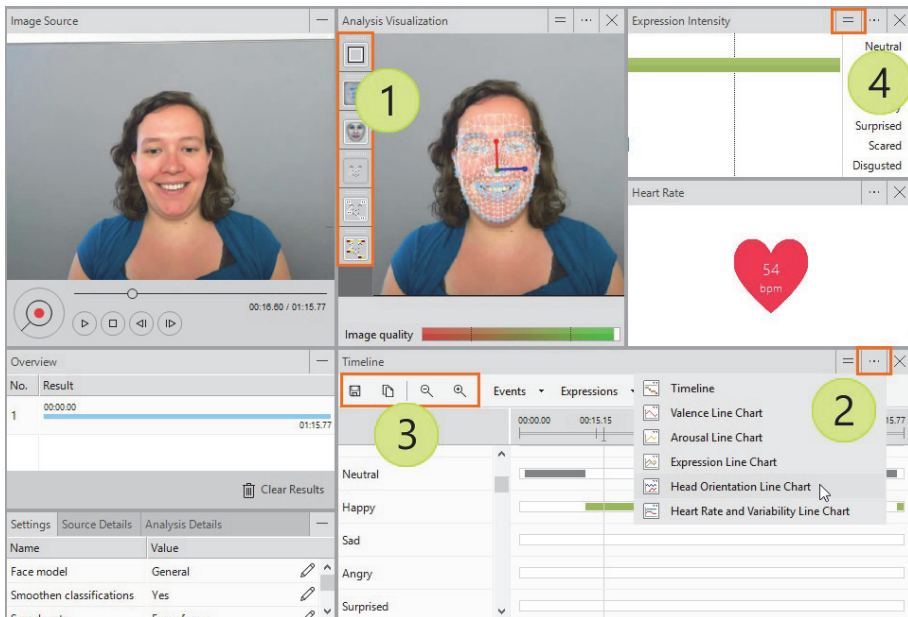 Image Source
00:16.60 / 01:15.77
Analysis Visualization
1
Image quality
Expression Intensity
Neutral
4
Surprised
Scared
Disgusted
Heart Rate
54
bpm
Overview
No. Result
1 00:00.00
01:15.77
Clear Results
Settings Source Details Analysis Details
Name Value
Face model General
Smoothen classifications Yes
Timeline
Events Expressions
3
2
00:00.00 00:15.15 15.77
Neutral
Happy
Sad
Angry
Surprised
Timeline
Valence Line Chart
Arousal Line Chart
Expression Line Chart
Head Orientation Line Chart
Heart Rate and Variability Line Chart